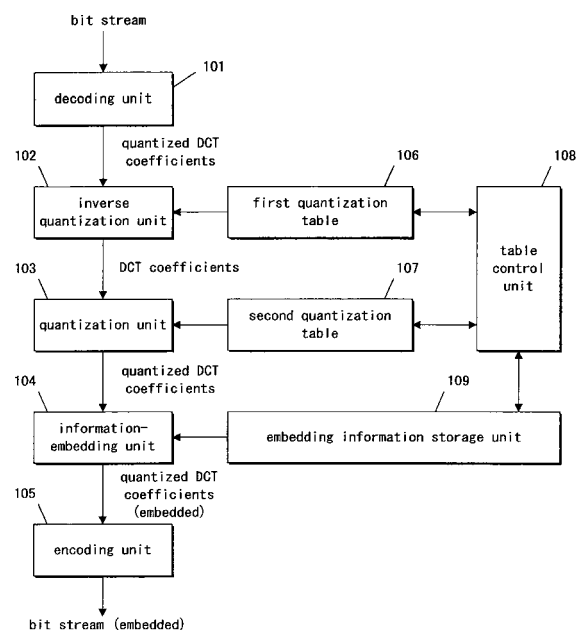 bit stream
101
decoding unit
quantized DCT
coefficients
102
106
108
inverse
quantization unit
first quantization
table
table
control
unit
DCT coefficients
103
107
quantization unit
second quantization
table
quantized DCT
coefficients
104
109
information-
embedding unit
embedding information storage unit
quantized DCT
coefficients
(embedded)
105
encoding unit
bit stream (embedded)